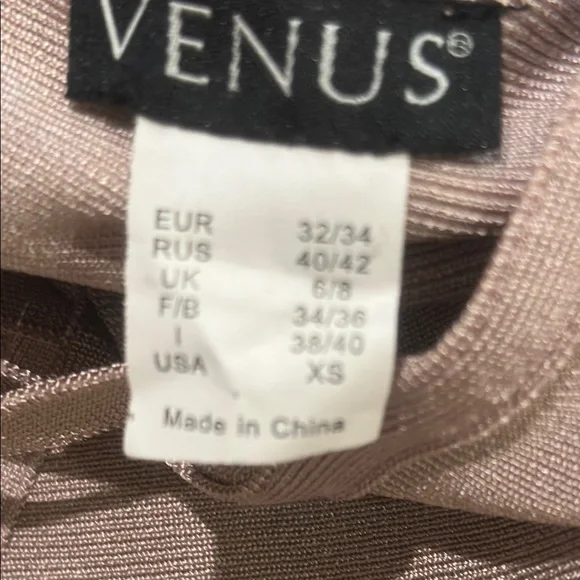 VENUS®
EUR 32/34
RUS 40/42
UK 6/8
F/B 34/36
I 38/40
USA XS
Made in China